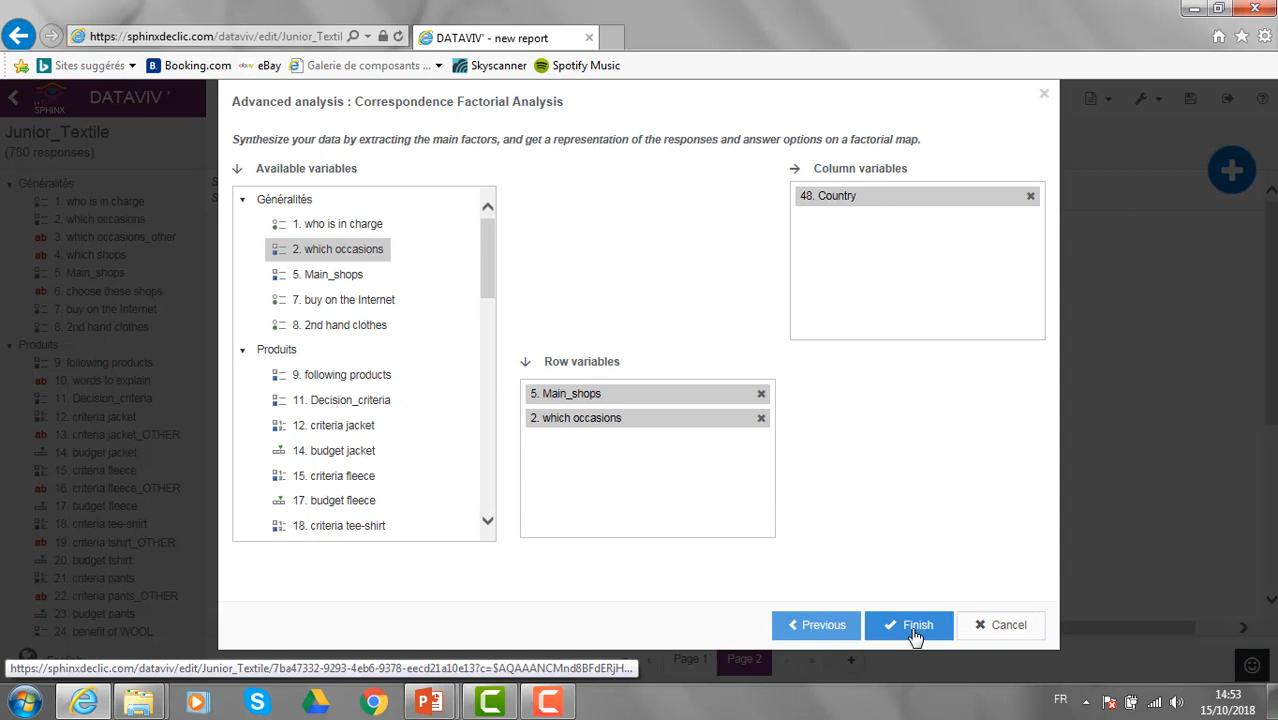 https://sphinxdeclic.com/dataviv/edit/Junior_Textil
DATAVIV' - new report
Sites suggérés
Booking.com
eBay
Galerie de composants ...
Skyscanner
Spotify Music
SPHINX
DATAVIV '
Junior_Textile
(780 responses)
Généralités
1. who is in charge
2. which occasions
ab 3. which occasions_other
ab 4. which shops
5. Main_shops
ab 6. choose these shops
7. buy on the Internet
8. 2nd hand clothes
Produits
9. following products
ab 10. words to explain
11. Decision_criteria
12. criteria jacket
ab 13. criteria jacket_OTHER
14. budget jacket
15. criteria fleece
ab 16. criteria fleece_OTHER
17. budget fleece
18. criteria tee-shirt
ab 19. criteria tshirt_OTHER
20. budget tshirt
21. criteria pants
ab 22. criteria pants_OTHER
23. budget pants
24. benefit of WOOL
Advanced analysis : Correspondence Factorial Analysis
Synthesize your data by extracting the main factors, and get a representation of the responses and answer options on a factorial map.
Available variables
Généralités
1. who is in charge
2. which occasions
5. Main_shops
7. buy on the Internet
8. 2nd hand clothes
Produits
9. following products
11. Decision_criteria
12. criteria jacket
14. budget jacket
15. criteria fleece
17. budget fleece
18. criteria tee-shirt
Column variables
48. Country
Row variables
5. Main_shops
2. which occasions
Previous
Finish
Cancel
Page 1
Page 2
https://sphinxdeclic.com/dataviv/edit/Junior_Textile/7ba47332-9293-4eb6-9378-eecd21a10e13?c=$AQAAANCMnd8BFdERjH...
FR
14:53
15/10/2018